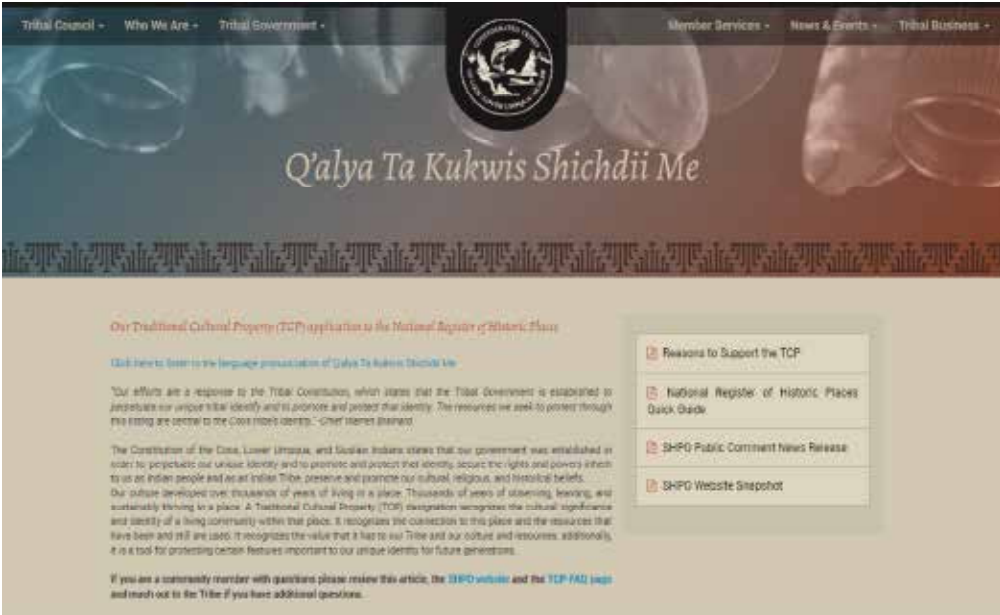 Tribal Council
Who We Are
Tribal Government
Member Services
News & Events
Tribal Business
Q'alya Ta Kukwis Shichdii Me
Our Traditional Cultural Property (TCP) application to the National Register of Historic Places
Click here to listen to the language pronunciation of Q'alya Ta Kukwis Shichdii Me
"Our efforts are a response to the Tribal Constitution, which states that the Tribal Government is established to
perpetuate our unique tribal identify and to promote and protect that identity. The resources we seek to protect through
this listing are central to the Coos tribe's identity." -Chief Warren Brainard
The Constitution of the Coos, Lower Umpqua, and Siuslaw Indians states that our government was established in
order to perpetuate our unique identity and to promote and protect that identity, secure the rights and powers inherit
to us as Indian people and as an Indian Tribe, preserve and promote our cultural, religious, and historical beliefs.
Our culture developed over thousands of years of living in a place. Thousands of years of observing, learning, and
sustainably thriving in a place. A Traditional Cultural Property (TCP) designation recognizes the cultural significance
and identity of a living community within that place. It recognizes the connection to this place and the resources that
have been and still are used. It recognizes the value that it has to our Tribe and our culture and resources, additionally,
it is a tool for protecting certain features important to our unique identity for future generations.
If you are a community member with questions please review this article, the SHPO website and the TCP FAQ page
and reach out to the Tribe if you have additional questions.
Reasons to Support the TCP
National Register of Historic Places
Quick Guide
SHPO Public Comment News Release
SHPO Website Snapshot